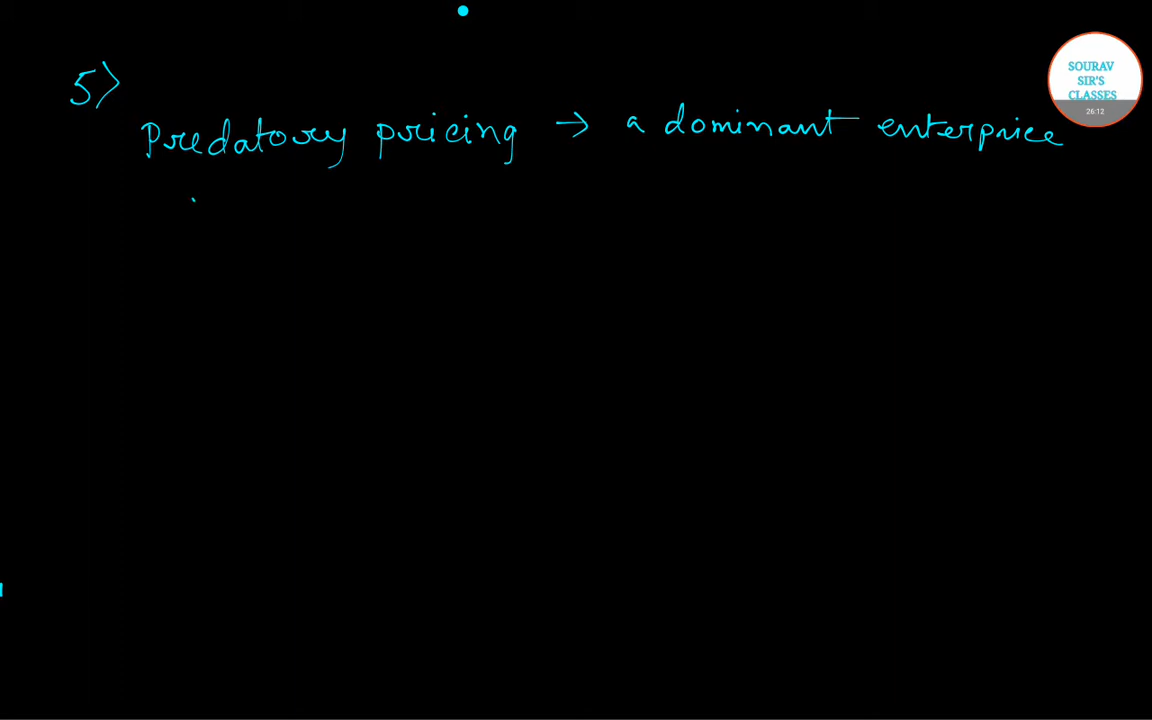 SOURAV
SIR'S
CLASSES
26:12
5)
Predatory pricing → a dominant enterprice